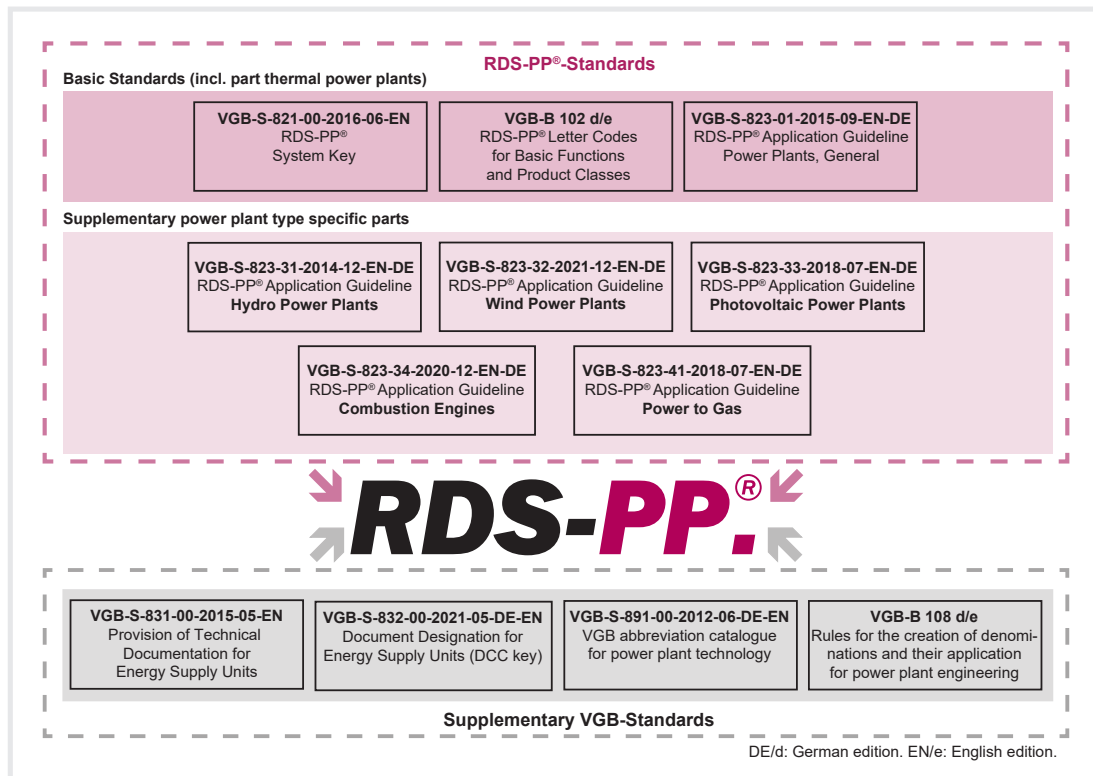 RDS-PP®-Standards
Basic Standards (incl. part thermal power plants)
VGB-S-821-00-2016-06-EN
RDS-PP®
System Key
VGB-B 102 d/e
RDS-PP® Letter Codes
for Basic Functions
and Product Classes
VGB-S-823-01-2015-09-EN-DE
RDS-PP® Application Guideline
Power Plants, General
Supplementary power plant type specific parts
VGB-S-823-31-2014-12-EN-DE
RDS-PP® Application Guideline
Hydro Power Plants
VGB-S-823-32-2021-12-EN-DE
RDS-PP® Application Guideline
Wind Power Plants
VGB-S-823-33-2018-07-EN-DE
RDS-PP® Application Guideline
Photovoltaic Power Plants
VGB-S-823-34-2020-12-EN-DE
RDS-PP® Application Guideline
Combustion Engines
VGB-S-823-41-2018-07-EN-DE
RDS-PP® Application Guideline
Power to Gas
RDS-PP.®
VGB-S-831-00-2015-05-EN
Provision of Technical
Documentation for
Energy Supply Units
VGB-S-832-00-2021-05-DE-EN
Document Designation for
Energy Supply Units (DCC key)
VGB-S-891-00-2012-06-DE-EN
VGB abbreviation catalogue
for power plant technology
VGB-B 108 d/e
Rules for the creation of denomi-
nations and their application
for power plant engineering
Supplementary VGB-Standards
DE/d: German edition. EN/e: English edition.